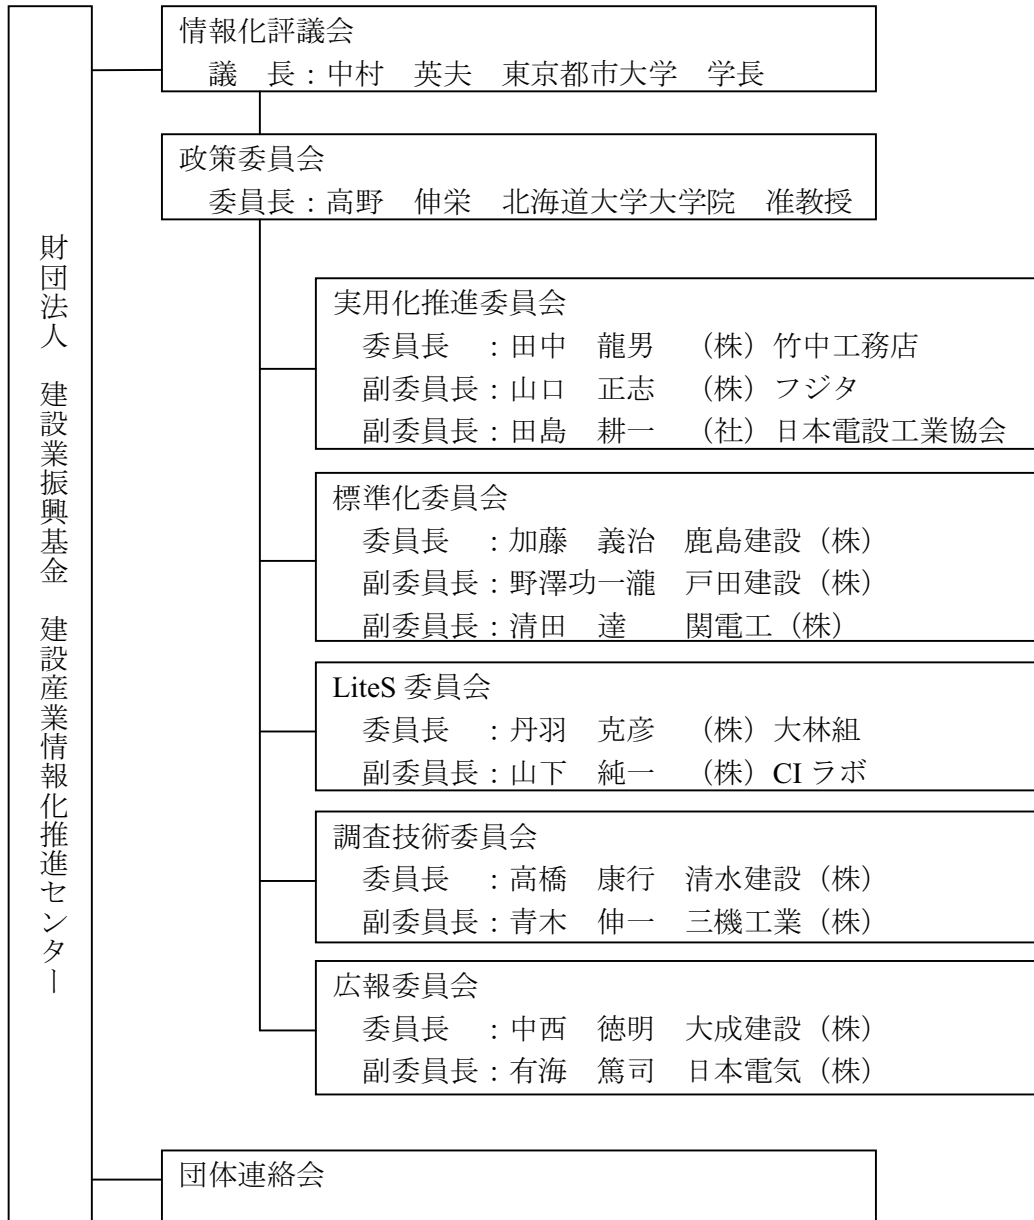 財団法人　建設業振興基金　建設産業情報化推進センター
情報化評議会
議　長：中村　英夫　東京都市大学　学長
政策委員会
委員長：高野　伸栄　北海道大学大学院　准教授
実用化推進委員会
委員長　：田中　龍男　（株）竹中工務店
副委員長：山口　正志　（株）フジタ
副委員長：田島　耕一　（社）日本電設工業協会
標準化委員会
委員長　：加藤　義治　鹿島建設（株）
副委員長：野澤功一瀧　戸田建設（株）
副委員長：清田　達　　関電工（株）
LiteS 委員会
委員長　：丹羽　克彦　（株）大林組
副委員長：山下　純一　（株）CI ラボ
調査技術委員会
委員長　：高橋　康行　清水建設（株）
副委員長：青木　伸一　三機工業（株）
広報委員会
委員長　：中西　徳明　大成建設（株）
副委員長：有海　篤司　日本電気（株）
団体連絡会